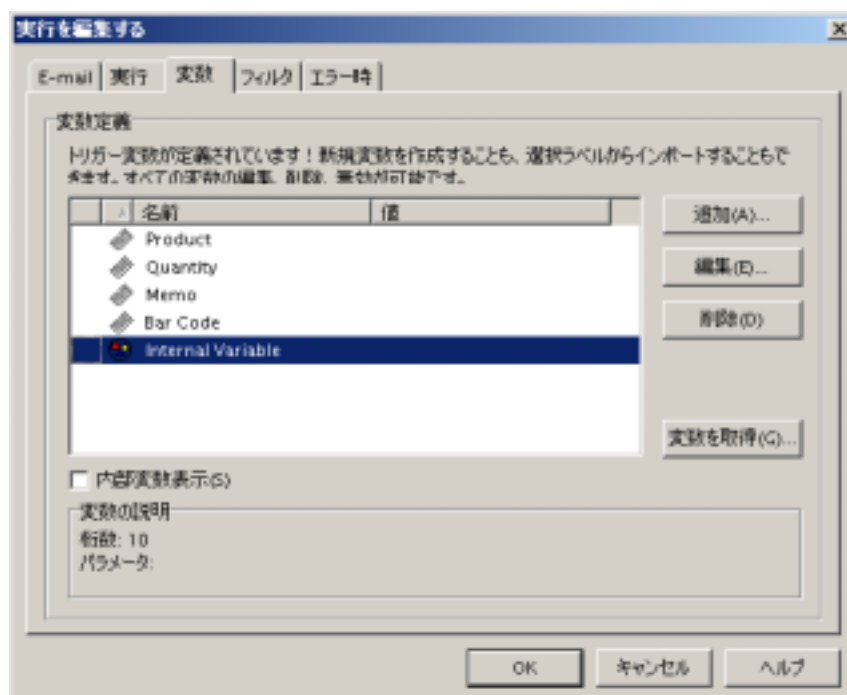 実行を編集する
E-mail 実行 変数 フィルタ エラー時
変数定義
トリガー変数が定義されています！新規変数を作成することも、選択ラベルからインポートすることもで
きます。すべての変数の編集、削除、無効が可能です。
名前 値
追加(A)...
Product
Quantity
編集(E)...
Memo
Bar Code
削除(D)
Internal Variable
変数を取得(G)...
内部変数表示(S)
変数の説明
桁数: 10
パラメータ:
OK キャンセル ヘルプ